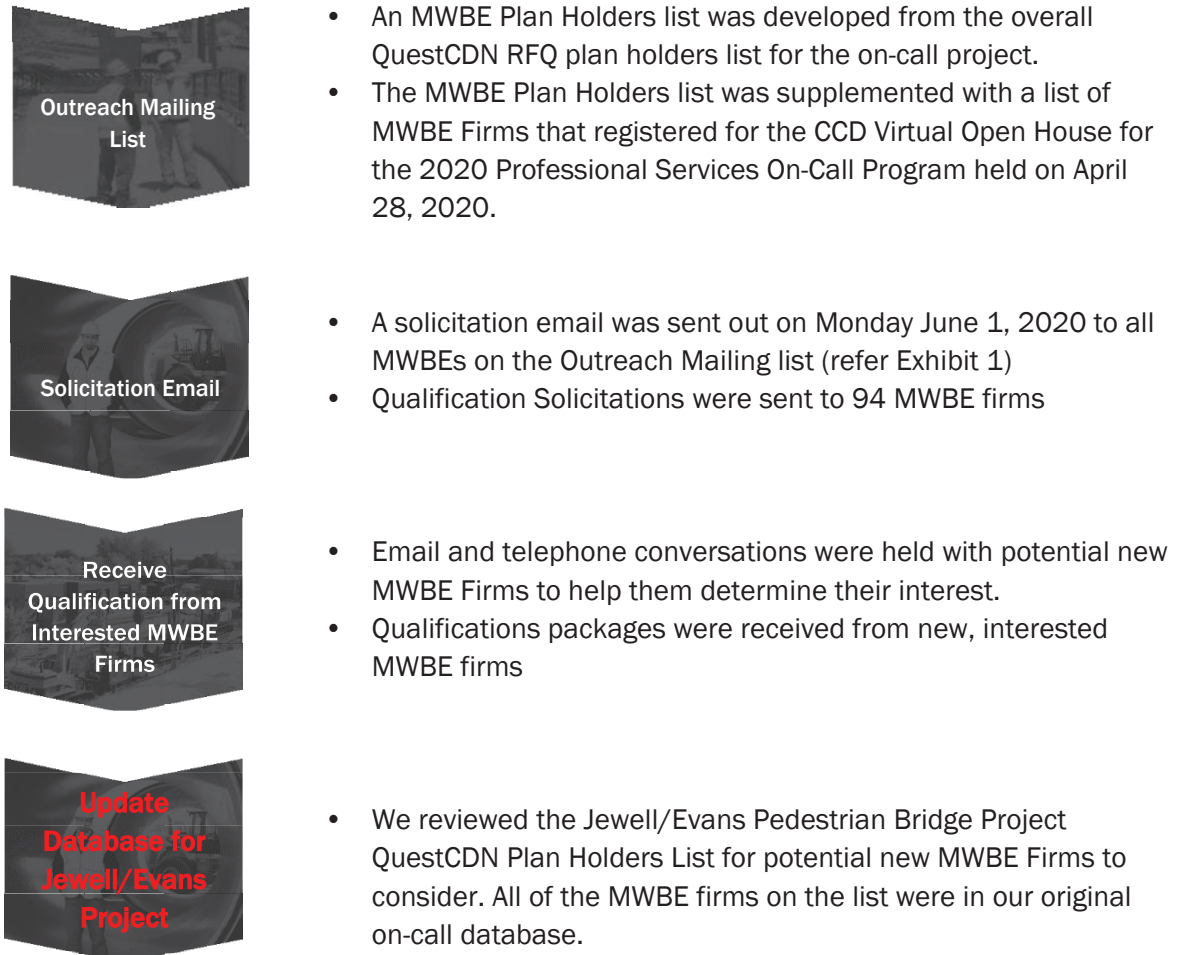 Outreach Mailing
List
• An MWBE Plan Holders list was developed from the overall
QuestCDN RFQ plan holders list for the on-call project.
• The MWBE Plan Holders list was supplemented with a list of
MWBE Firms that registered for the CCD Virtual Open House for
the 2020 Professional Services On-Call Program held on April
28, 2020.
Solicitation Email
• A solicitation email was sent out on Monday June 1, 2020 to all
MWBEs on the Outreach Mailing list (refer Exhibit 1)
• Qualification Solicitations were sent to 94 MWBE firms
Receive
Qualification from
Interested MWBE
Firms
• Email and telephone conversations were held with potential new
MWBE Firms to help them determine their interest.
• Qualifications packages were received from new, interested
MWBE firms
Update
Database for
Jewell/Evans
Project
• We reviewed the Jewell/Evans Pedestrian Bridge Project
QuestCDN Plan Holders List for potential new MWBE Firms to
consider. All of the MWBE firms on the list were in our original
on-call database.